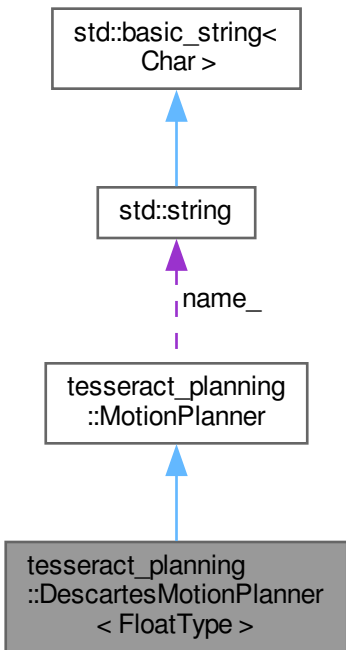 std::basic_string<
Char >
std::string
name_
tesseract_planning
::MotionPlanner
tesseract_planning
::DescartesMotionPlanner
< FloatType >